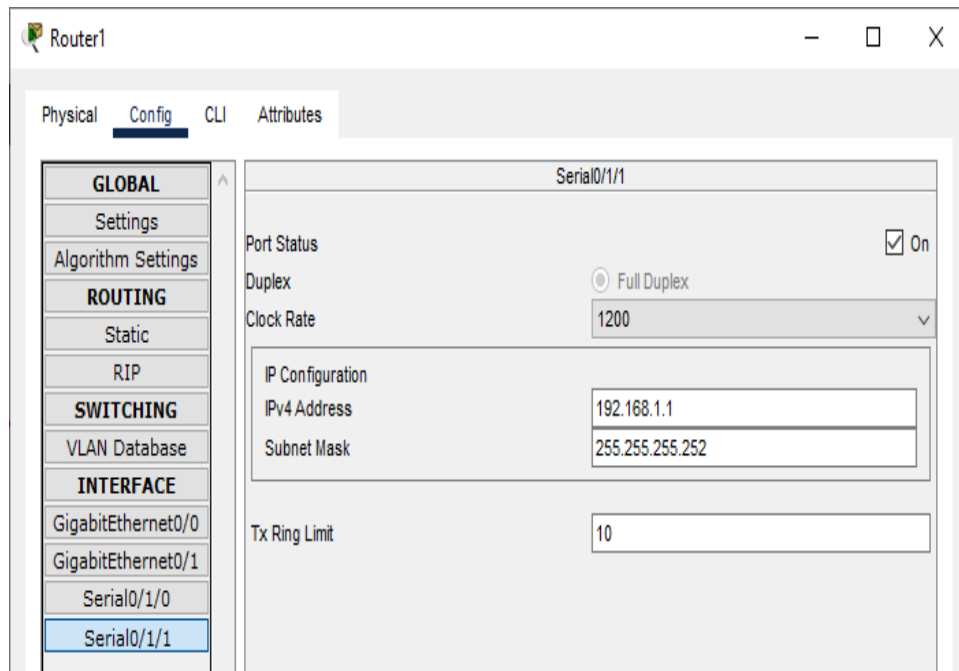 Router1
Physical Config CLI Attributes
GLOBAL
Settings
Algorithm Settings
ROUTING
Static
RIP
SWITCHING
VLAN Database
INTERFACE
GigabitEthernet0/0
GigabitEthernet0/1
Serial0/1/0
Serial0/1/1
Serial0/1/1
Port Status On
Duplex Full Duplex
Clock Rate 1200
IP Configuration
IPv4 Address 192.168.1.1
Subnet Mask 255.255.255.252
Tx Ring Limit 10